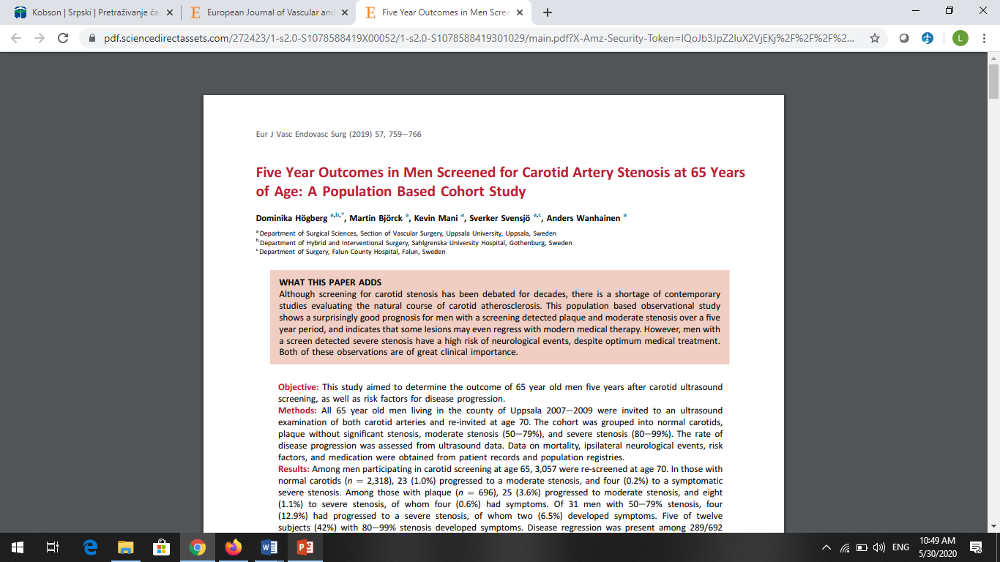 Kobson | Srpski | Pretraživanje ča
European Journal of Vascular and
Five Year Outcomes in Men Scree
pdf.sciencedirectassets.com/272423/1-s2.0-S1078588419X00052/1-s2.0-S1078588419301029/main.pdf?X-Amz-Security-Token=IQoJb3JpZ2luX2VjEKj%2F%2F%2F%2F%2...
L
Eur J Vasc Endovasc Surg (2019) 57, 759—766
Five Year Outcomes in Men Screened for Carotid Artery Stenosis at 65 Years
of Age: A Population Based Cohort Study
Dominika Högberg a,b,*, Martin Björck a, Kevin Mani a, Sverker Svensjö a,c, Anders Wanhainen a
a Department of Surgical Sciences, Section of Vascular Surgery, Uppsala University, Uppsala, Sweden
b Department of Hybrid and Interventional Surgery, Sahlgrenska University Hospital, Gothenburg, Sweden
c Department of Surgery, Falun County Hospital, Falun, Sweden
WHAT THIS PAPER ADDS
Although screening for carotid stenosis has been debated for decades, there is a shortage of contemporary
studies evaluating the natural course of carotid atherosclerosis. This population based observational study
shows a surprisingly good prognosis for men with a screening detected plaque and moderate stenosis over a five
year period, and indicates that some lesions may even regress with modern medical therapy. However, men with
a screen detected severe stenosis have a high risk of neurological events, despite optimum medical treatment.
Both of these observations are of great clinical importance.
Objective: This study aimed to determine the outcome of 65 year old men five years after carotid ultrasound
screening, as well as risk factors for disease progression.
Methods: All 65 year old men living in the county of Uppsala 2007—2009 were invited to an ultrasound
examination of both carotid arteries and re-invited at age 70. The cohort was grouped into normal carotids,
plaque without significant stenosis, moderate stenosis (50—79%), and severe stenosis (80—99%). The rate of
disease progression was assessed from ultrasound data. Data on mortality, ipsilateral neurological events, risk
factors, and medication were obtained from patient records and population registries.
Results: Among men participating in carotid screening at age 65, 3,057 were re-screened at age 70. In those with
normal carotids (n = 2,318), 23 (1.0%) progressed to a moderate stenosis, and four (0.2%) to a symptomatic
severe stenosis. Among those with plaque (n = 696), 25 (3.6%) progressed to moderate stenosis, and eight
(1.1%) to severe stenosis, of whom four (0.6%) had symptoms. Of 31 men with 50—79% stenosis, four
(12.9%) had progressed to a severe stenosis, of whom two (6.5%) developed symptoms. Five of twelve
subjects (42%) with 80—99% stenosis developed symptoms. Disease regression was present among 289/692
ENG
10:49 AM
5/30/2020